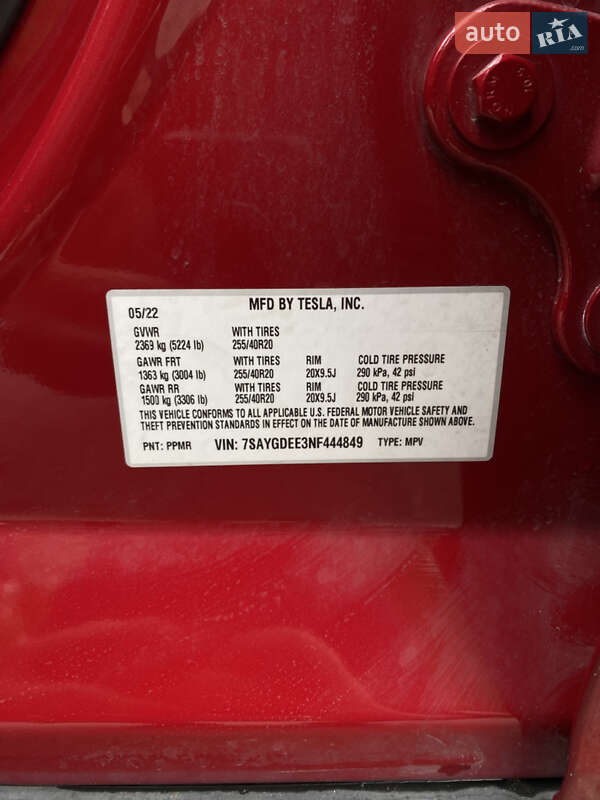 auto RIA.com
05/22 MFD BY TESLA, INC.
GVWR WITH TIRES
2369 kg (5224 lb) 255/40R20
GAWR FRT WITH TIRES RIM COLD TIRE PRESSURE
1363 kg (3004 lb) 255/40R20 20X9.5J 290 kPa, 42 psi
GAWR RR WITH TIRES RIM COLD TIRE PRESSURE
1500 kg (3306 lb) 255/40R20 20X9.5J 290 kPa, 42 psi
THIS VEHICLE CONFORMS TO ALL APPLICABLE U.S. FEDERAL MOTOR VEHICLE SAFETY AND
THEFT PREVENTION STANDARDS IN EFFECT ON THE DATE OF MANUFACTURE SHOWN ABOVE.
PNT: PPMR VIN: 7SAYGDEE3NF444849 TYPE: MPV